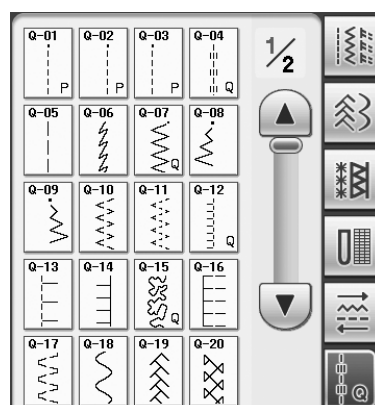 Q-01 Q-02 Q-03 Q-04
P P P Q
1/2
Q-05 Q-06 Q-07 Q-08
Q
Q-09 Q-10 Q-11 Q-12
Q
Q-13 Q-14 Q-15 Q-16
Q
Q-17 Q-18 Q-19 Q-20
Q